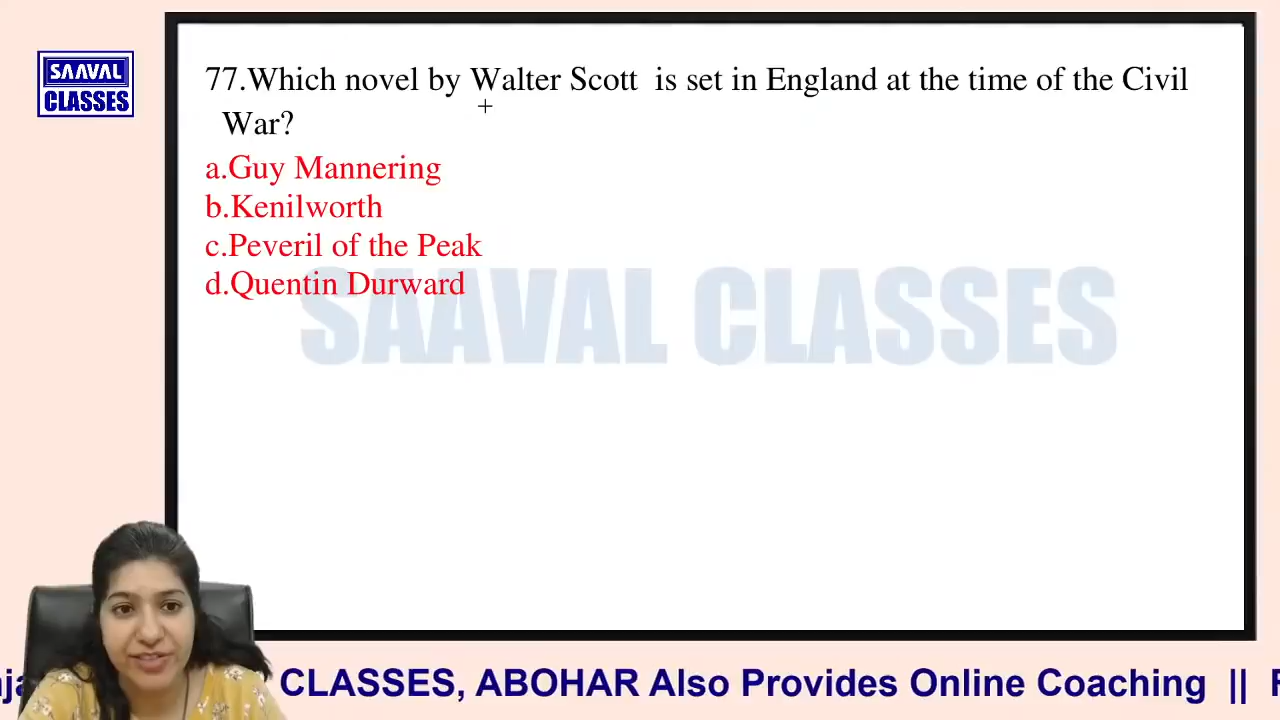 SAAVAL
CLASSES
77.Which novel by Walter Scott is set in England at the time of the Civil
War?
a.Guy Mannering
b.Kenilworth
c.Peveril of the Peak
d.Quentin Durward
SAAVAL CLASSES
CLASSES, ABOHAR Also Provides Online Coaching ||